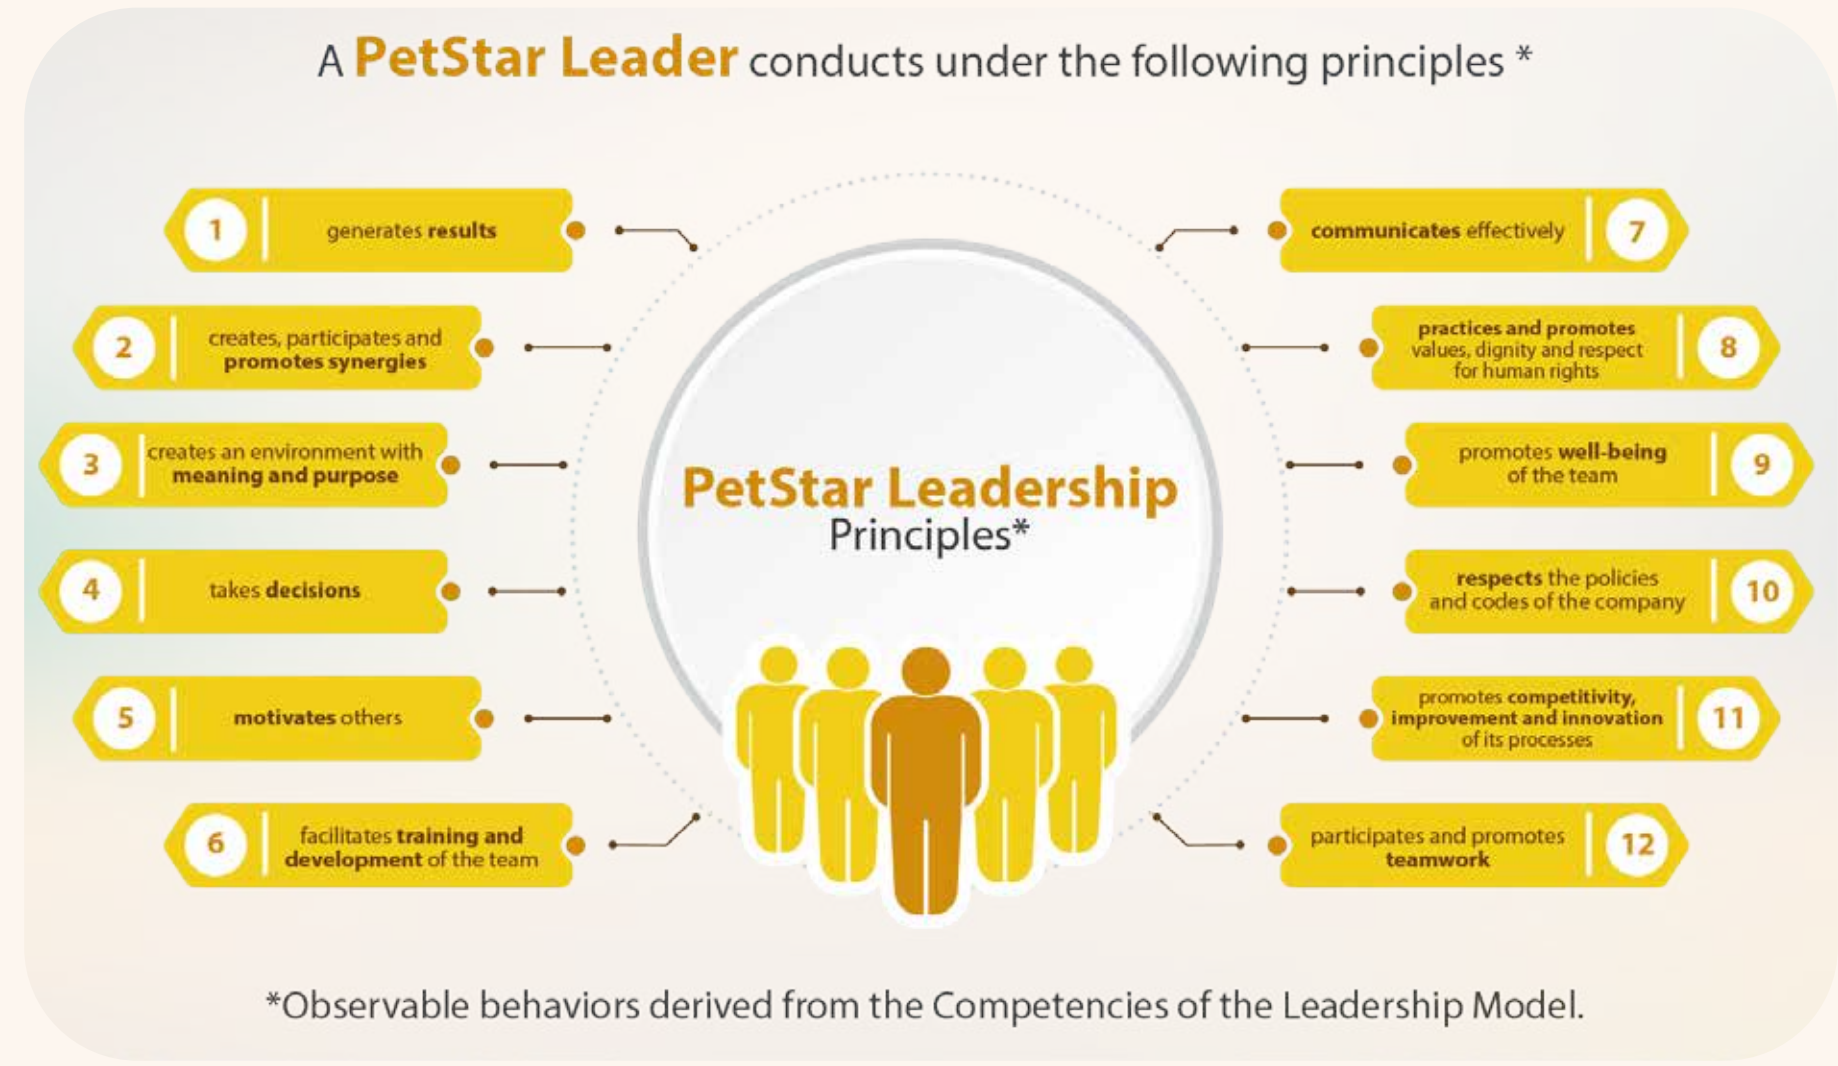 A PetStar Leader conducts under the following principles *
1
generates results
2
creates, participates and
promotes synergies
3
creates an environment with
meaning and purpose
4
takes decisions
5
motivates others
6
facilitates training and
development of the team
PetStar Leadership
Principles*
communicates effectively
7
practices and promotes
values, dignity and respect
for human rights
8
promotes well-being
of the team
9
respects the policies
and codes of the company
10
promotes competitivity,
improvement and innovation
of its processes
11
participates and promotes
teamwork
12
*Observable behaviors derived from the Competencies of the Leadership Model.